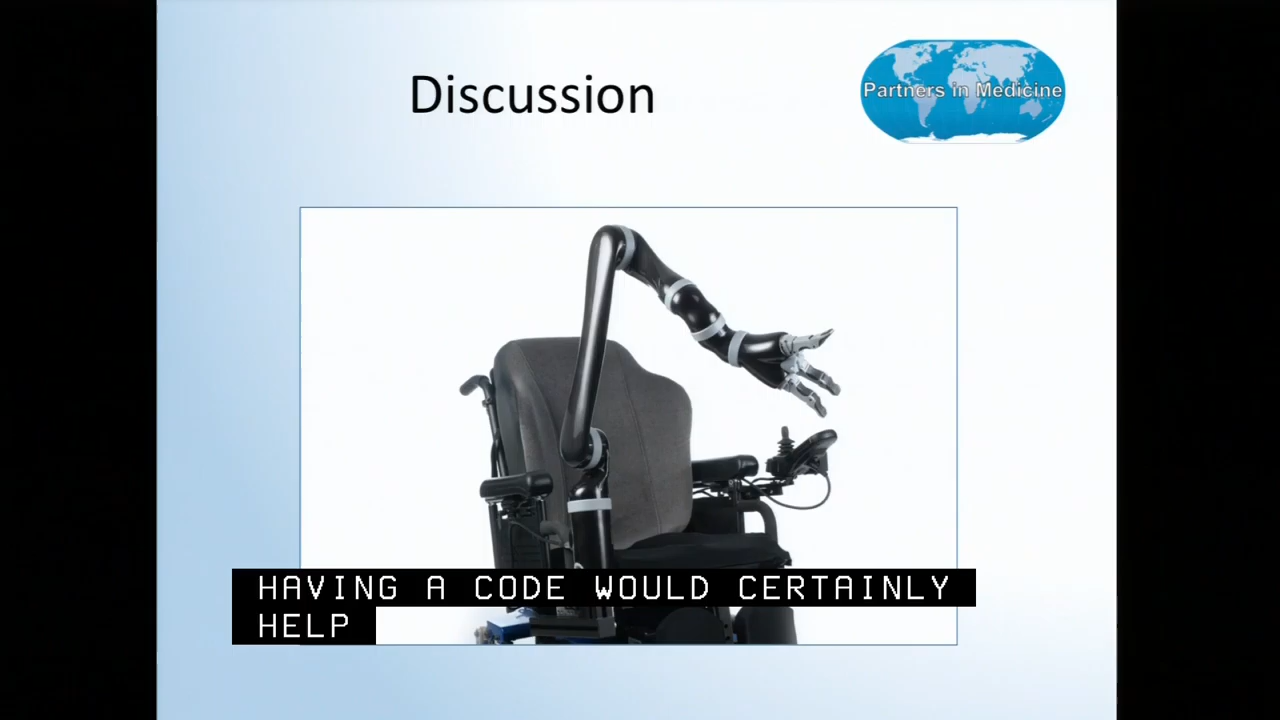 Discussion
Partners in Medicine
HAVING A CODE WOULD CERTAINLY
HELP